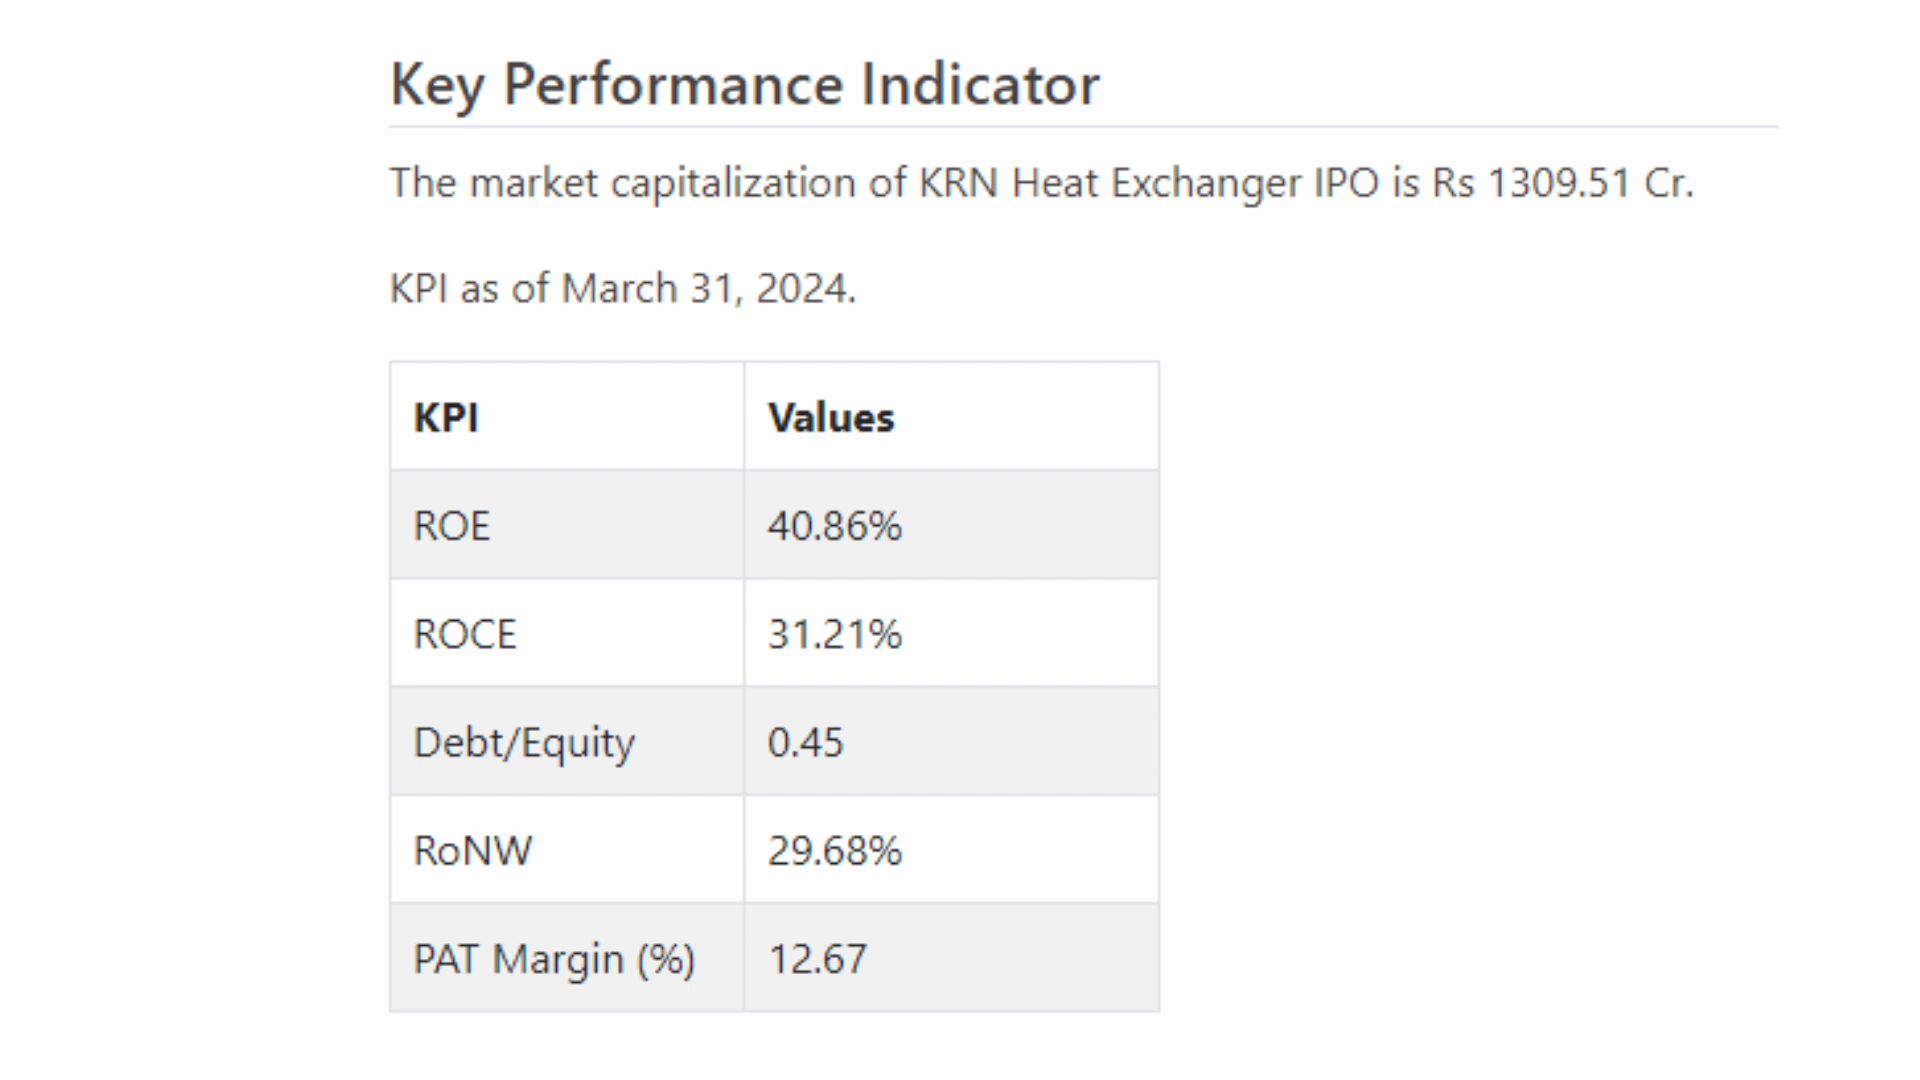 Key Performance Indicator
The market capitalization of KRN Heat Exchanger IPO is Rs 1309.51 Cr.
KPI as of March 31, 2024.
KPI Values
ROE 40.86%
ROCE 31.21%
Debt/Equity 0.45
RoNW 29.68%
PAT Margin (%) 12.67